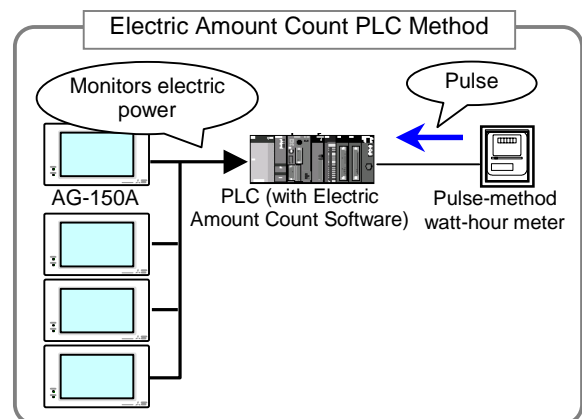 Electric Amount Count PLC Method
Monitors electric
power
Pulse
AG-150A
PLC (with Electric
Amount Count Software)
Pulse-method
watt-hour meter